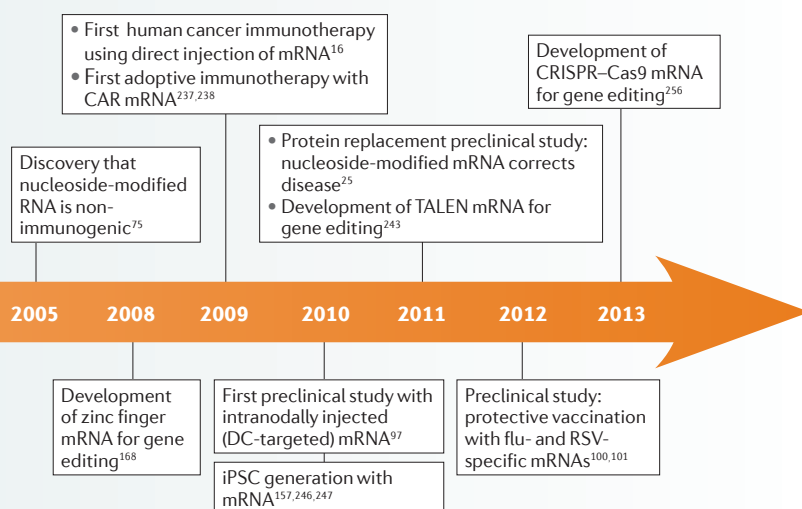 • First human cancer immunotherapy
using direct injection of mRNA16
• First adoptive immunotherapy with
CAR mRNA237,238
Development of
CRISPR–Cas9 mRNA
for gene editing256
Discovery that
nucleoside-modified
RNA is non-
immunogenic75
• Protein replacement preclinical study:
nucleoside-modified mRNA corrects
disease25
• Development of TALEN mRNA for
gene editing243
2005 2008 2009 2010 2011 2012 2013
Development
of zinc finger
mRNA for gene
editing168
First preclinical study with
intranodally injected
(DC-targeted) mRNA97
iPSC generation with
mRNA157,246,247
Preclinical study:
protective vaccination
with flu- and RSV-
specific mRNAs100,101